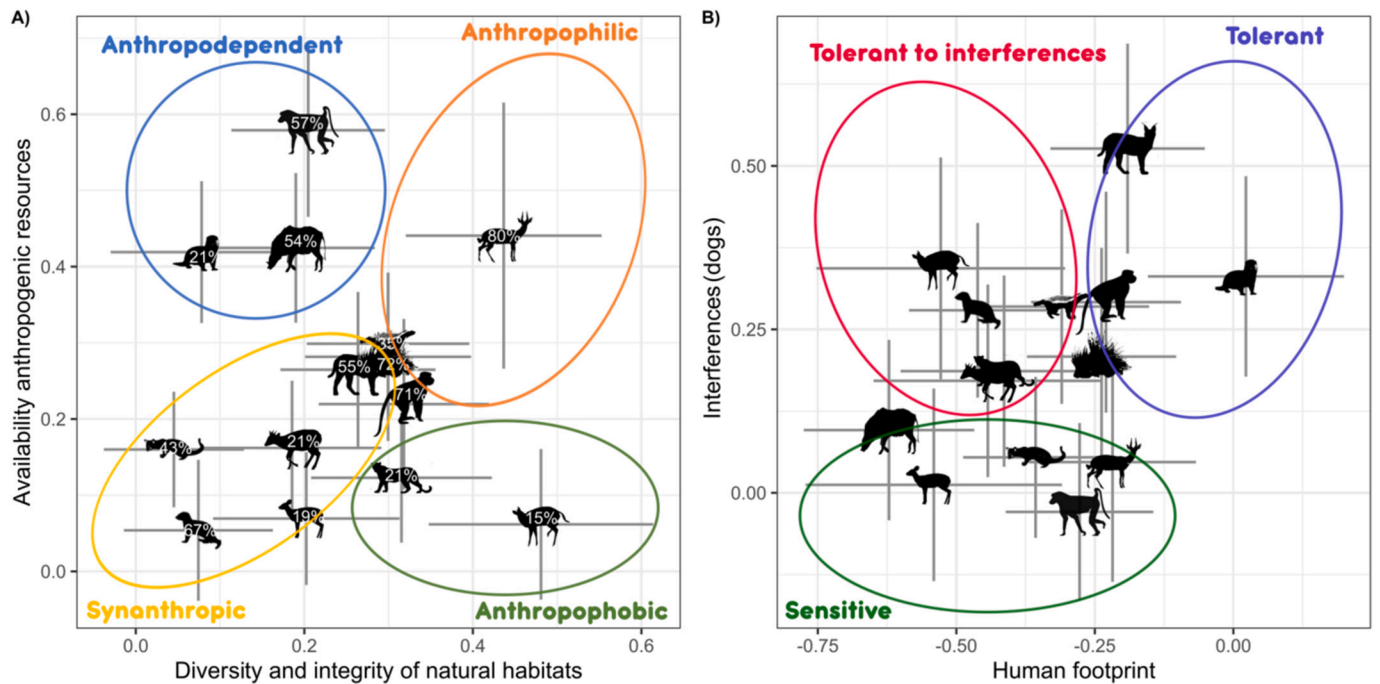 A)
Anthropodependent
Anthropophilic
0.6
57%
54%
21%
80%
0.4
35%
55%
72%
71%
0.2
43%
21%
21%
67%
19%
15%
0.0
Synanthropic
Anthropophobic
0.0
0.2
0.4
0.6
Availability anthropogenic resources
Diversity and integrity of natural habitats
B)
Tolerant to interferences
Tolerant
0.50
0.25
0.00
Sensitive
-0.75
-0.50
-0.25
0.00
Interferences (dogs)
Human footprint